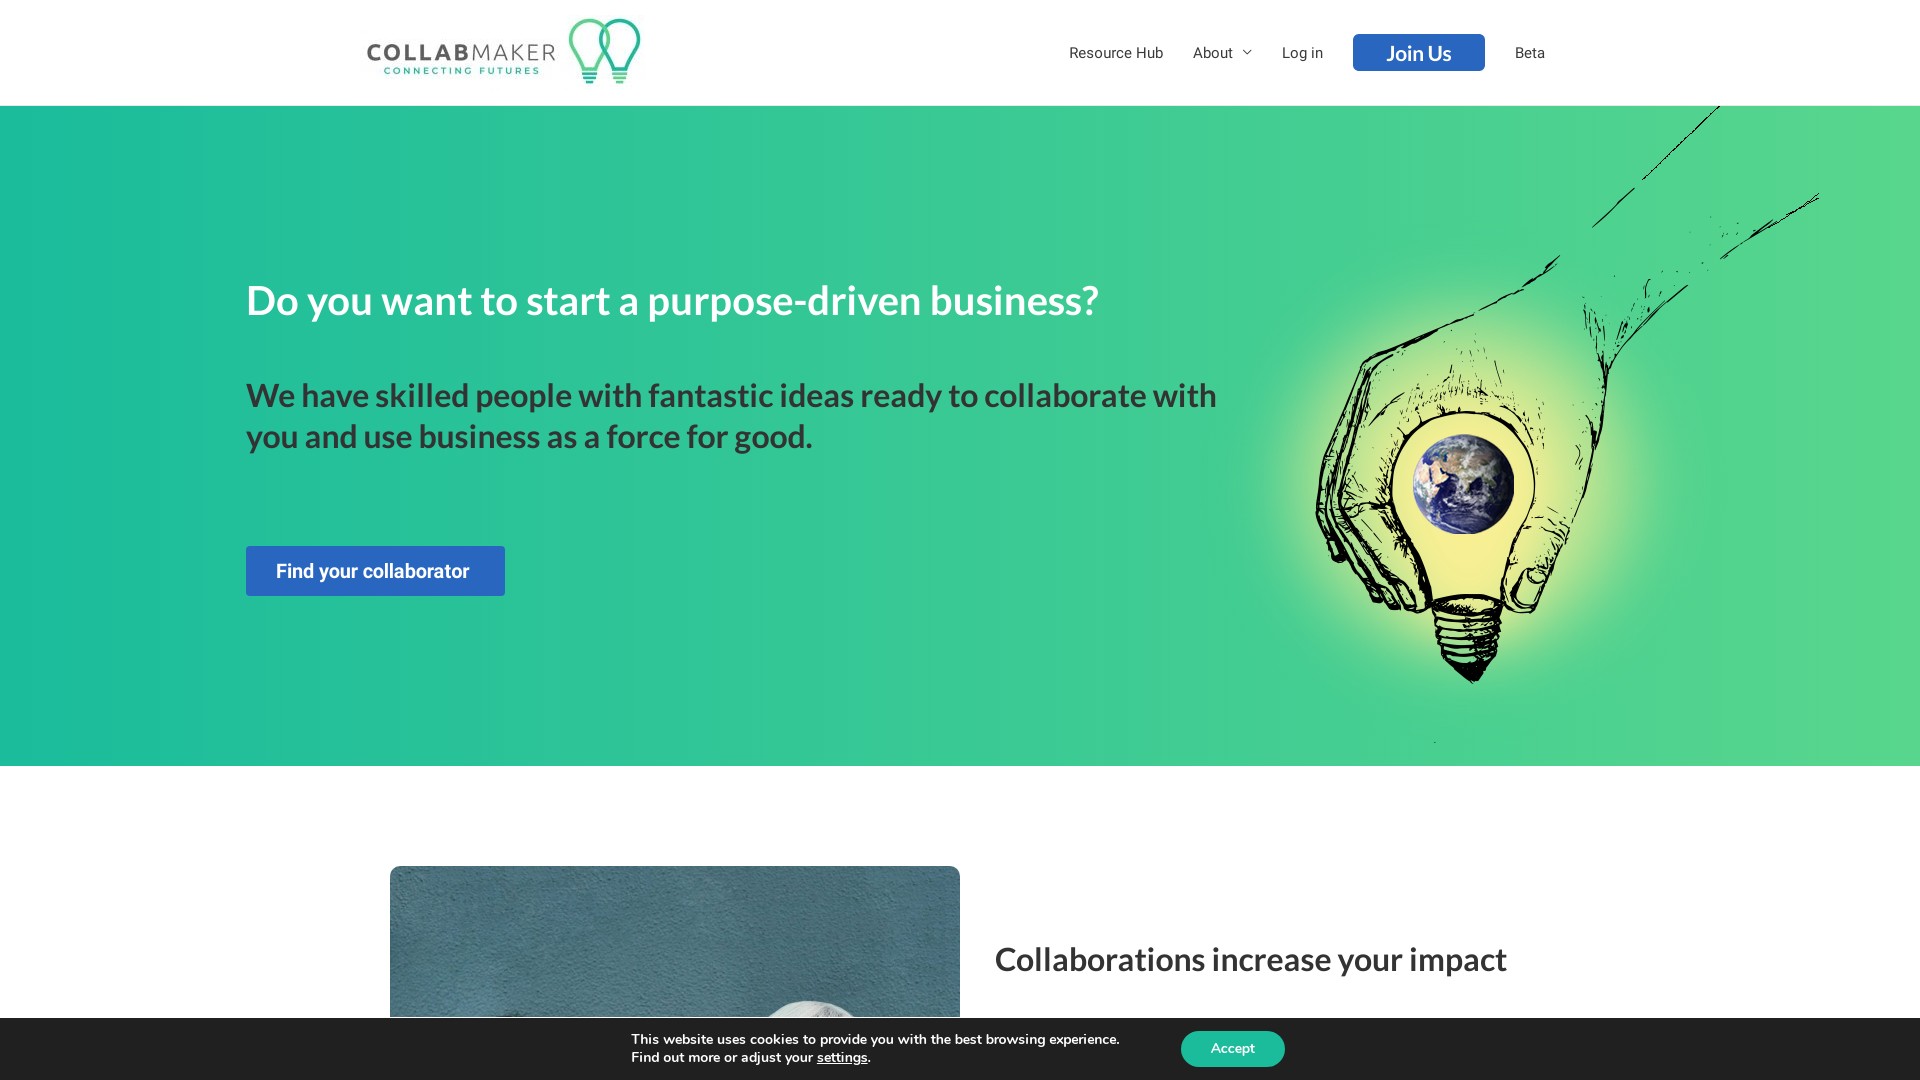 COLLABMAKER
CONNECTING FUTURES
Resource Hub
About
Log in
Join Us
Beta
Do you want to start a purpose-driven business?
We have skilled people with fantastic ideas ready to collaborate with
you and use business as a force for good.
Find your collaborator
Collaborations increase your impact
This website uses cookies to provide you with the best browsing experience.
Find out more or adjust your settings.
Accept